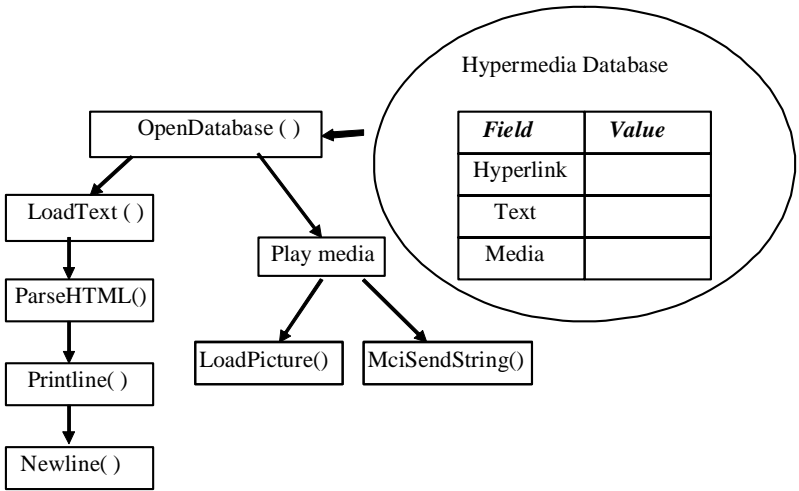 Hypermedia Database
OpenDatabase ( )
Field Value
Hyperlink
LoadText ( )
Text
Play media
Media
ParseHTML()
LoadPicture()
MciSendString()
Printline( )
Newline( )